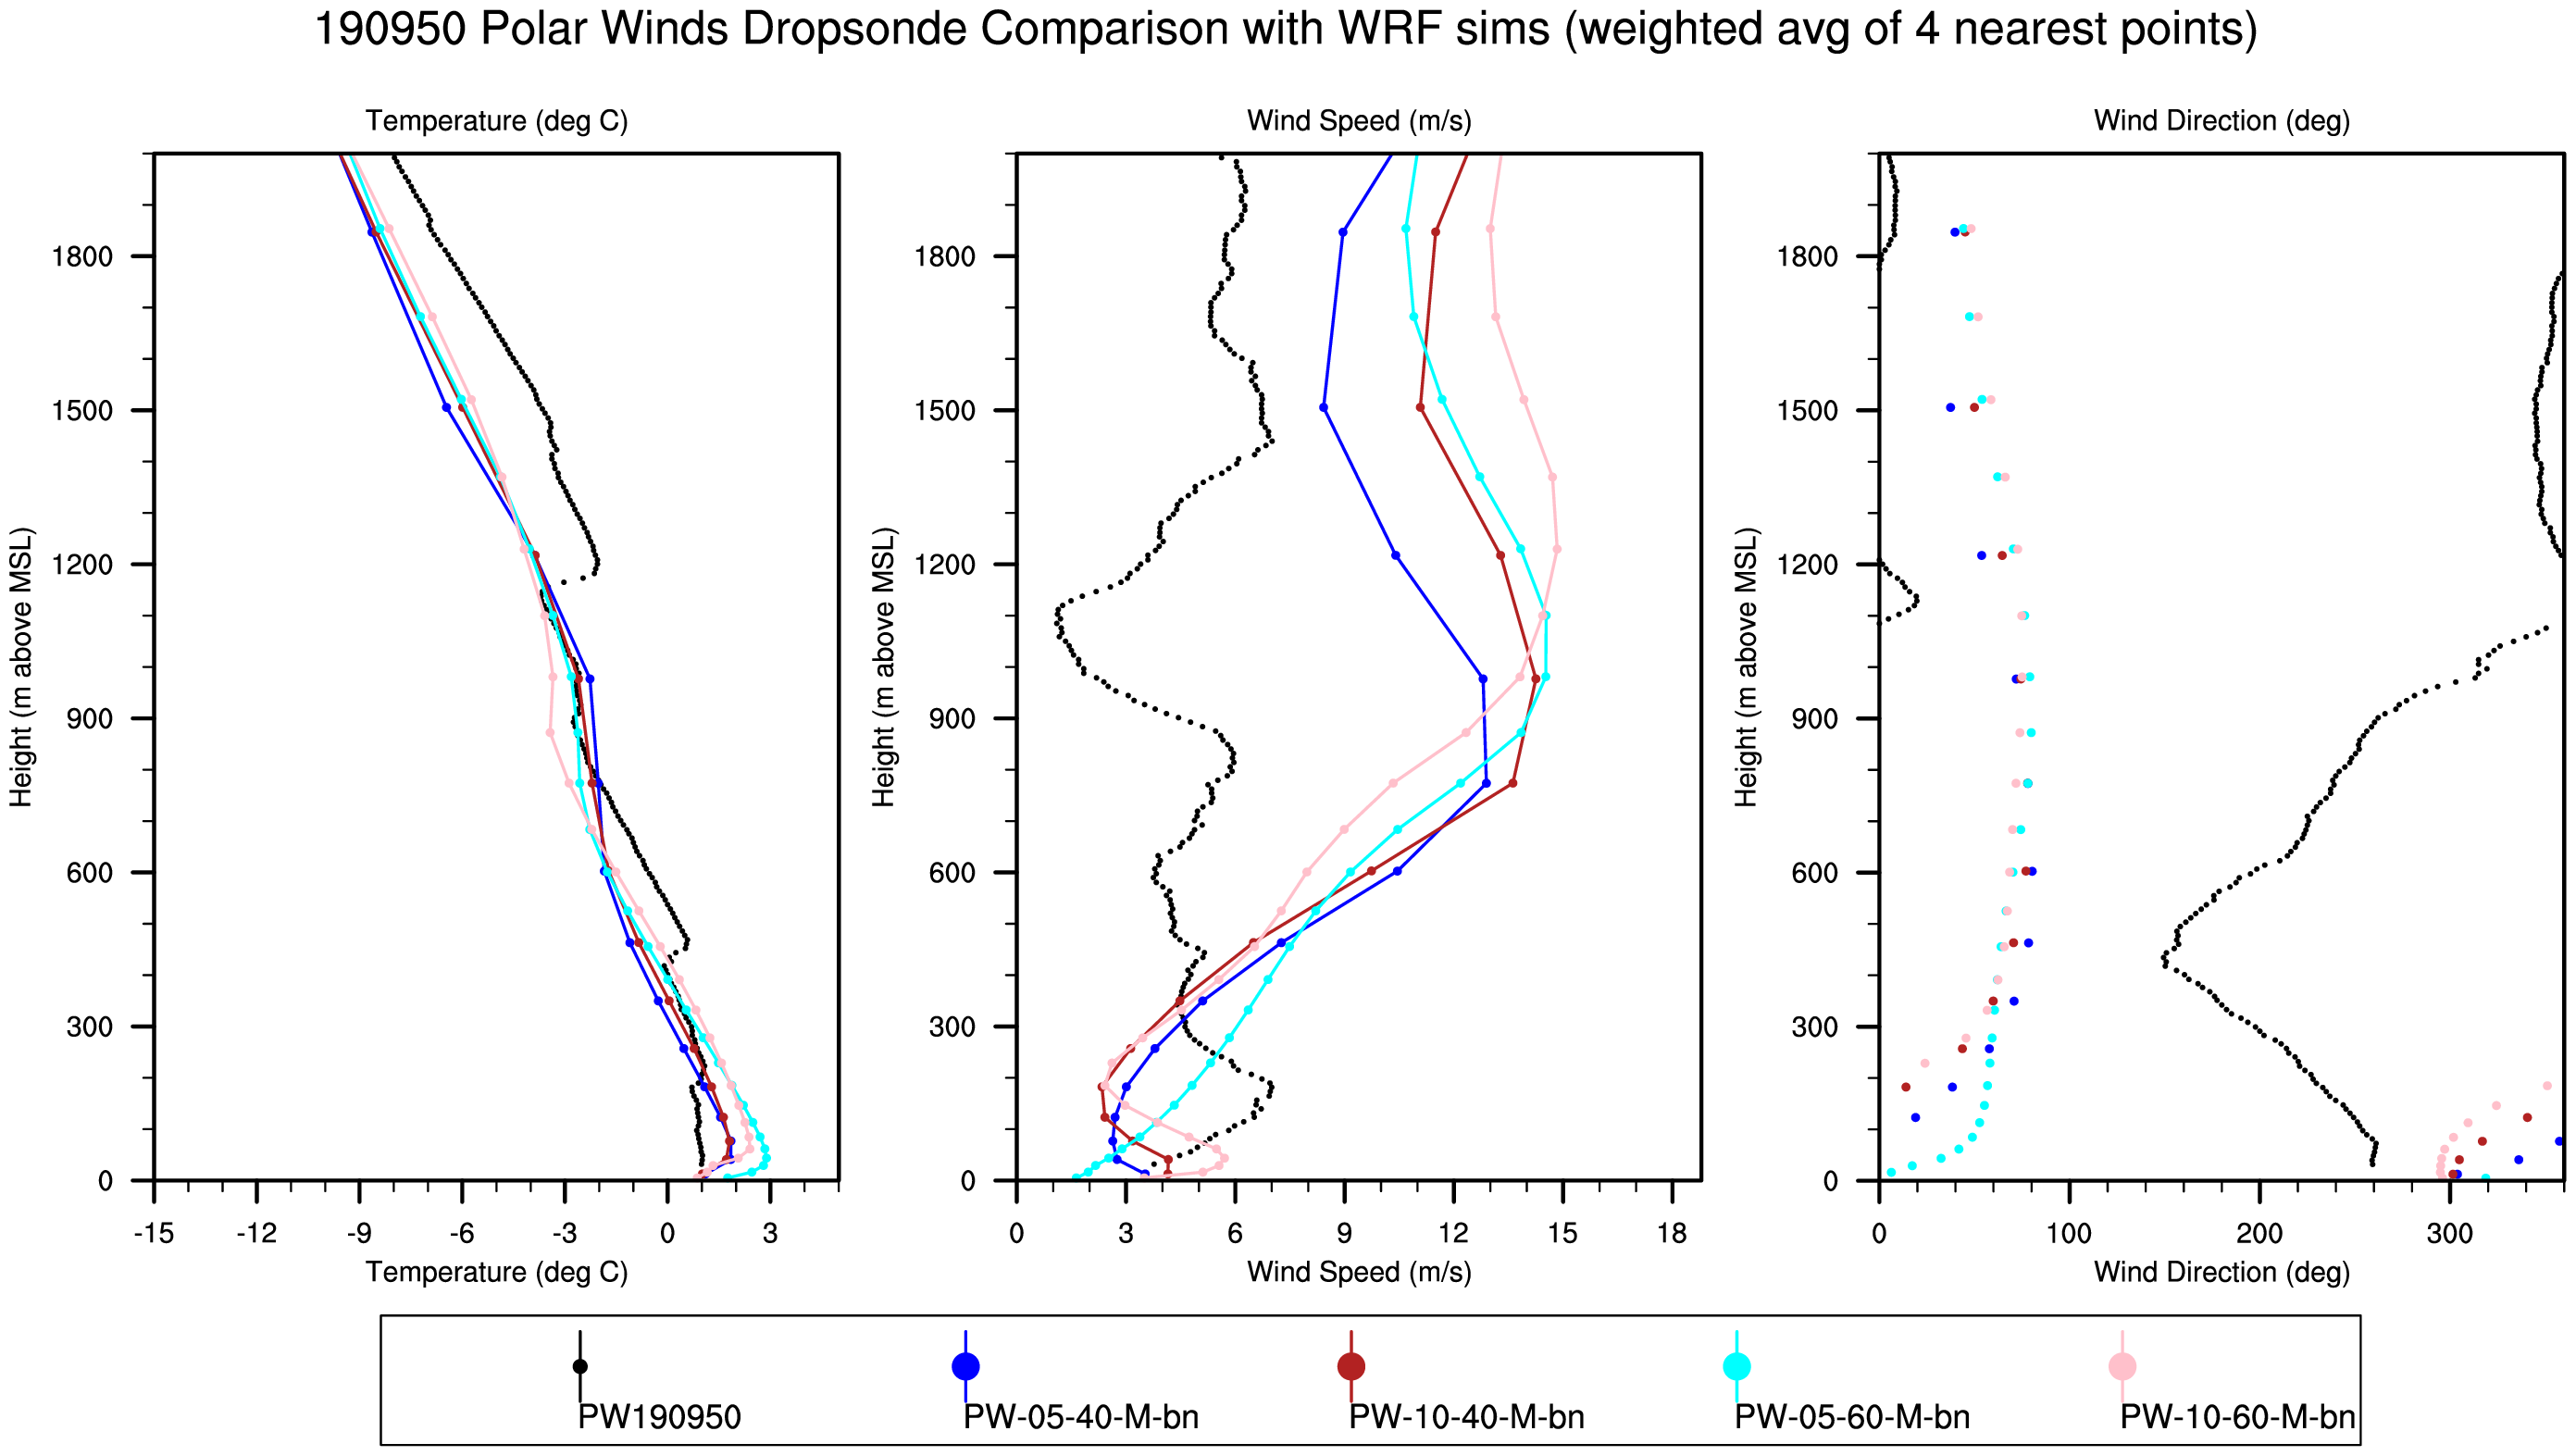 190950 Polar Winds Dropsonde Comparison with WRF sims (weighted avg of 4 nearest points)
Temperature (deg C)
Wind Speed (m/s)
Wind Direction (deg)
Height (m above MSL)
1800
1500
1200
900
600
300
0
-15 -12 -9 -6 -3 0 3
Temperature (deg C)
Height (m above MSL)
1800
1500
1200
900
600
300
0
0 3 6 9 12 15 18
Wind Speed (m/s)
Height (m above MSL)
1800
1500
1200
900
600
300
0
0 100 200 300
Wind Direction (deg)
PW190950
PW-05-40-M-bn
PW-10-40-M-bn
PW-05-60-M-bn
PW-10-60-M-bn